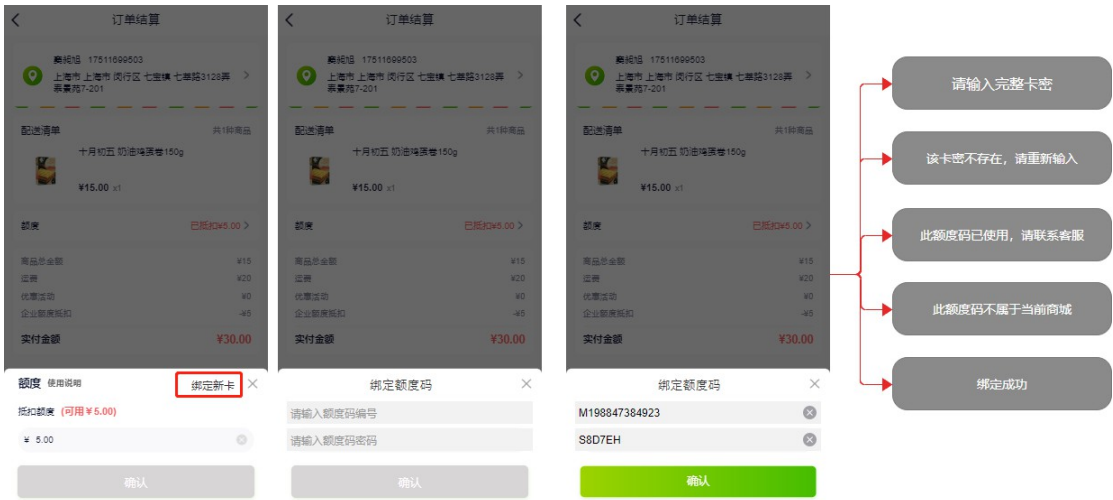 订单结算
窦昶旭 17511699503
上海市 上海市 闵行区 七宝镇 七莘路3128弄
泰景苑7-201
配送清单
共1种商品
十月初五 奶油鸡蛋卷150g
¥15.00 x1
额度
已抵扣¥5.00
商品总金额
¥15
运费
¥20
优惠活动
¥0
企业额度抵扣
-¥5
实付金额
¥30.00
额度 使用说明
绑定新卡
抵扣额度 (可用¥5.00)
¥ 5.00
确认
订单结算
17511699503
上海市 上海市 闵行区 七宝镇 七莘路3128弄
景苑7-201
配送清单
共1种商品
十月初五 奶油鸡蛋卷150g
¥15.00 x1
额度
已抵扣¥5.00
商品总金额
¥15
运费
¥20
优惠活动
¥0
企业额度抵扣
-¥5
实付金额
¥30.00
绑定额度码
请输入额度码编号
请输入额度码密码
确认
订单结算
17511699503
上海市 上海市 闵行区 七宝镇 七莘路3128弄
景苑7-201
配送清单
共1种商品
十月初五 奶油鸡蛋卷150g
¥15.00 x1
额度
已抵扣¥5.00
商品总金额
¥15
运费
¥20
优惠活动
¥0
企业额度抵扣
-¥5
实付金额
¥30.00
绑定额度码
M198847384923
S8D7EH
确认
请输入完整卡密
该卡密不存在，请重新输入
此额度码已使用，请联系客服
此额度码不属于当前商城
绑定成功